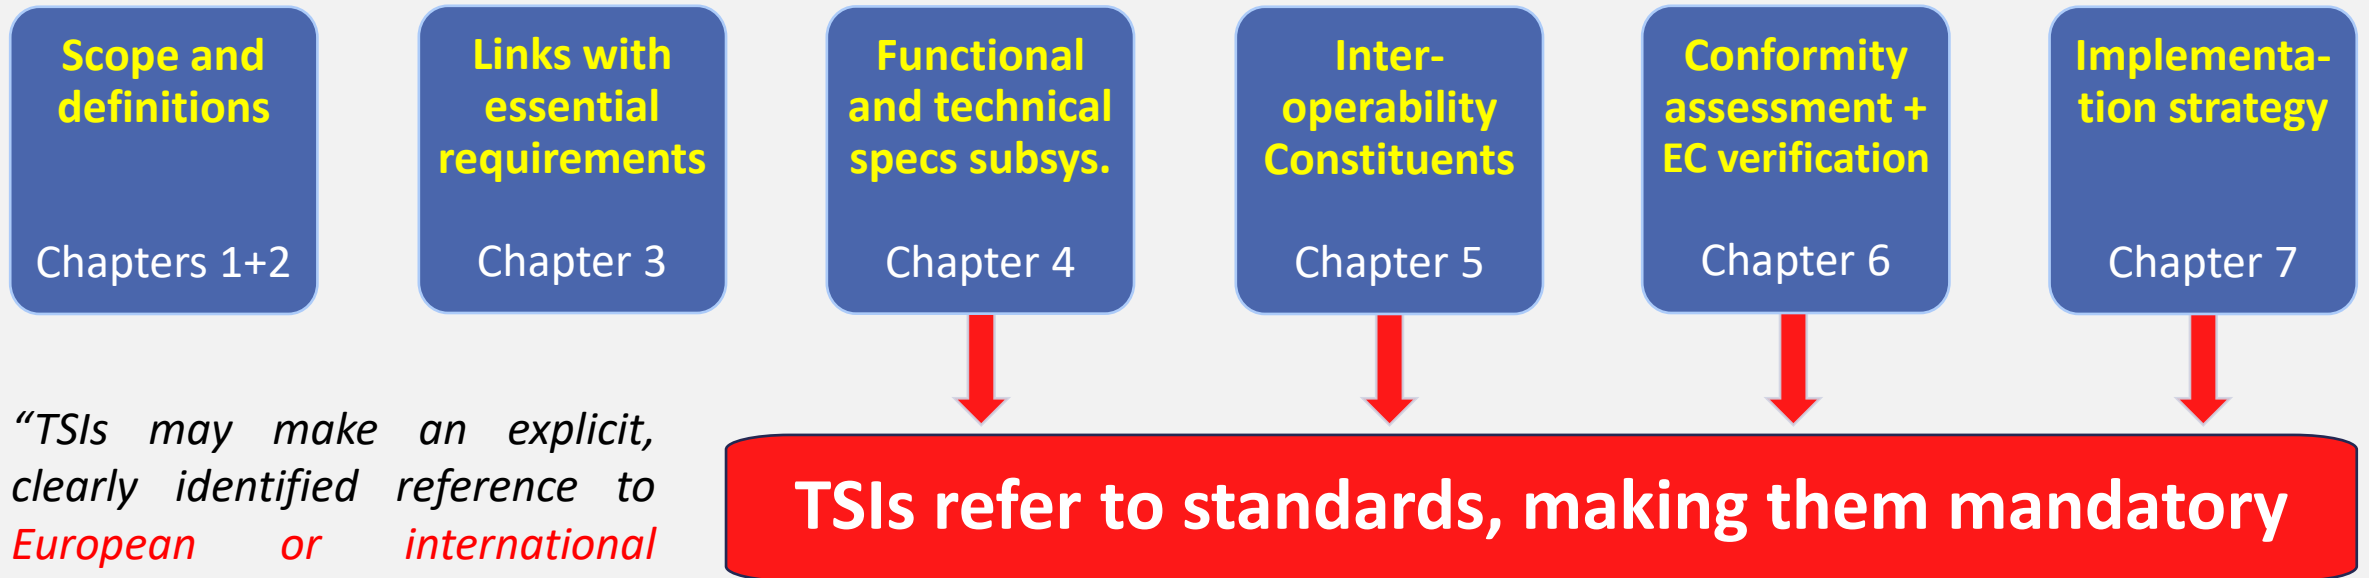 Scope and
definitions
Chapters 1+2
Links with
essential
requirements
Chapter 3
Functional
and technical
specs subsys.
Chapter 4
Inter-
operability
Constituents
Chapter 5
Conformity
assessment +
EC verification
Chapter 6
Implementa-
tion strategy
Chapter 7
“TSIs may make an explicit,
clearly identified reference to
European or international
TSIs refer to standards, making them mandatory